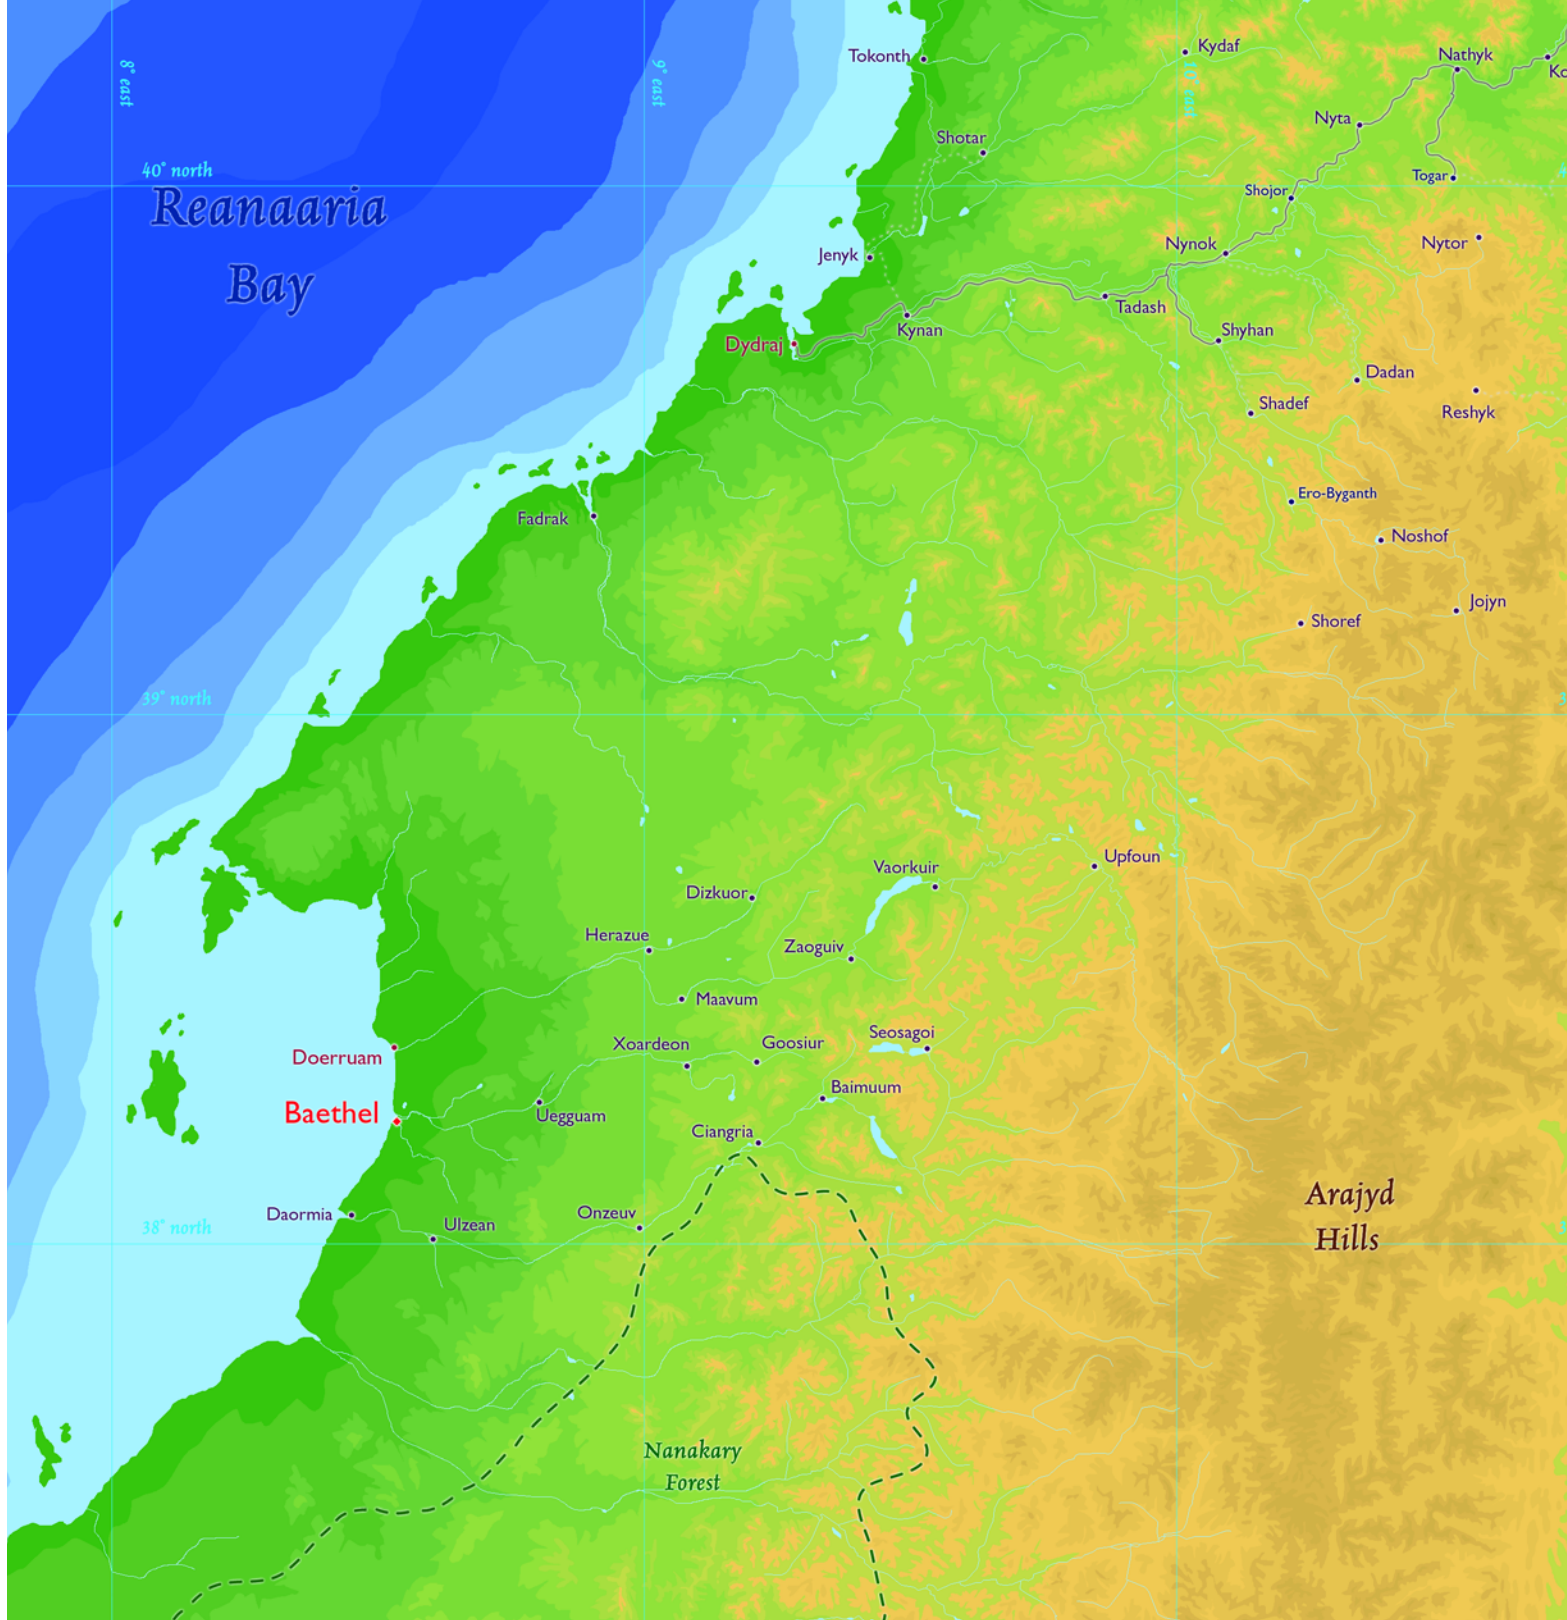 Kydaf
Tokonth
Nathyk
Ko
8° east
9° east
10° east
Nyta
Shotar
40° north
4
Togar
Shojor
Reanaaria
Bay
Nynok
Nytor
Jenyk
Tadash
Kynan
Shyhan
Dydraj
Dadan
Shadef
Reshyk
Ero-Byganth
Fadrak
Noshof
Jojyn
Shoref
39° north
3
Upfoun
Vaorkuir
Dizkuor
Herazue
Zaoguiv
Maavum
Seosagoi
Xoardeon
Goosiur
Doerruam
Baimuum
Baethel
Uegguam
Ciangria
Arajyd
Hills
Daormia
Onzeuv
Ulzean
38° north
Nanakary
Forest